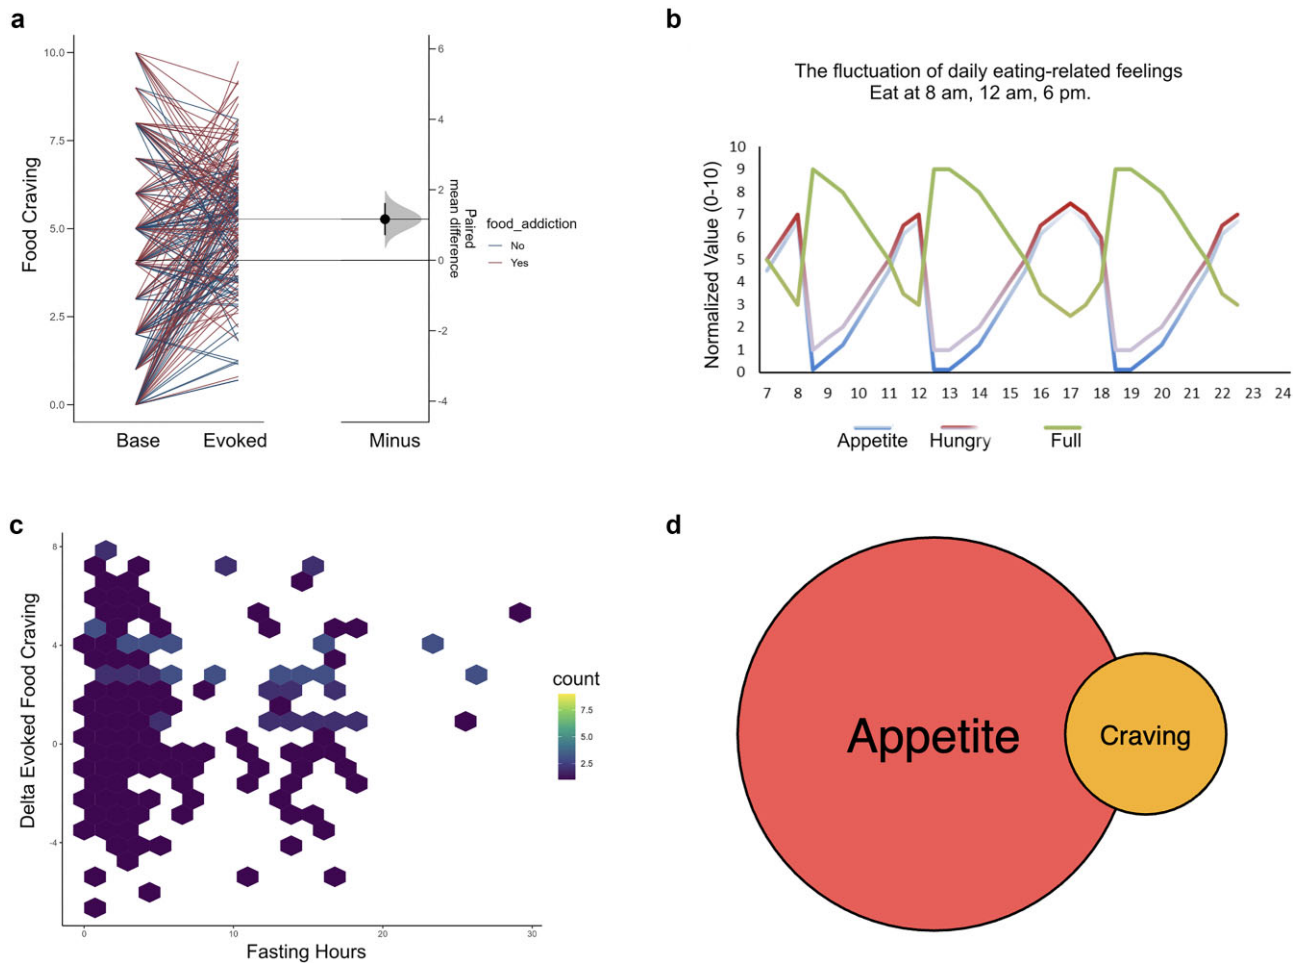 a
10.0
7.5
5.0
2.5
0.0
Food Craving
Base
Evoked
Minus
6
4
2
0
-2
-4
Paired
mean difference
food_addiction
No
Yes
b
The fluctuation of daily eating-related feelings
Eat at 8 am, 12 am, 6 pm.
Normalized Value (0-10)
10
9
8
7
6
5
4
3
2
1
0
7 8 9 10 11 12 13 14 15 16 17 18 19 20 21 22 23 24
Appetite
Hungry
Full
c
8
4
0
-4
Delta Evoked Food Craving
0 10 20 30
Fasting Hours
count
7.5
5.0
2.5
d
Appetite
Craving